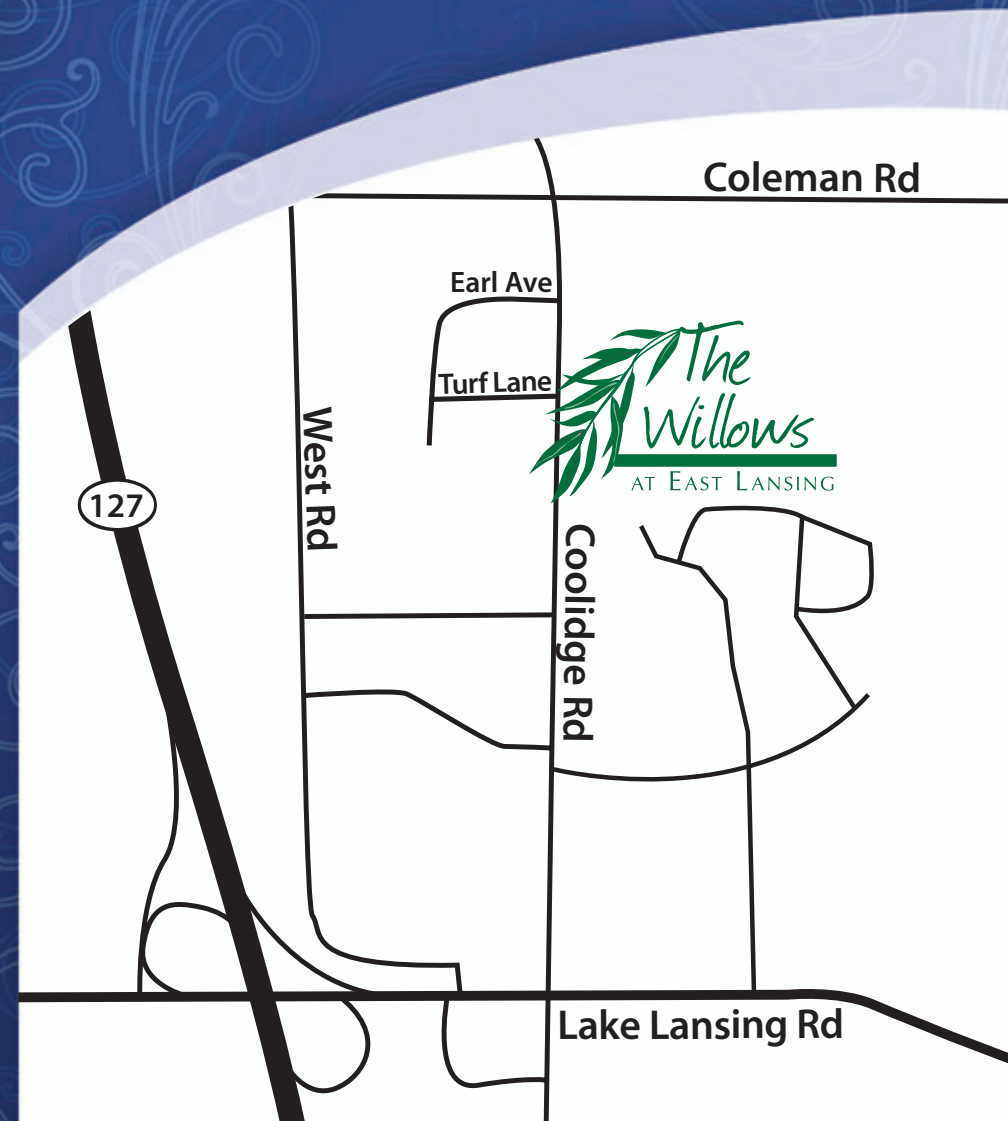 Coleman Rd
Earl Ave
The
Turf Lane
Willows
AT EAST LANSING
West Rd
127
Coolidge Rd
Lake Lansing Rd